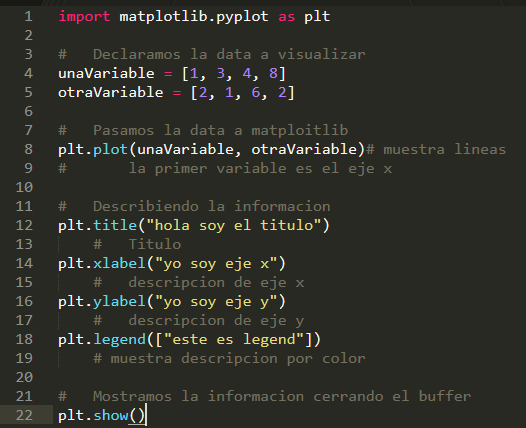 1 import matplotlib.pyplot as plt
2
3 #   Declaramos la data a visualizar
4 unaVariable = [1, 3, 4, 8]
5 otraVariable = [2, 1, 6, 2]
6
7 #   Pasamos la data a matploitlib
8 plt.plot(unaVariable, otraVariable)# muestra lineas
9 #       la primer variable es el eje x
10
11 #   Describiendo la informacion
12 plt.title("hola soy el titulo")
13     #   Titulo
14 plt.xlabel("yo soy eje x")
15     #   descripcion de eje x
16 plt.ylabel("yo soy eje y")
17     #   descripcion de eje y
18 plt.legend(["este es legend"])
19     # muestra descripcion por color
20
21 #   Mostramos la informacion cerrando el buffer
22 plt.show()